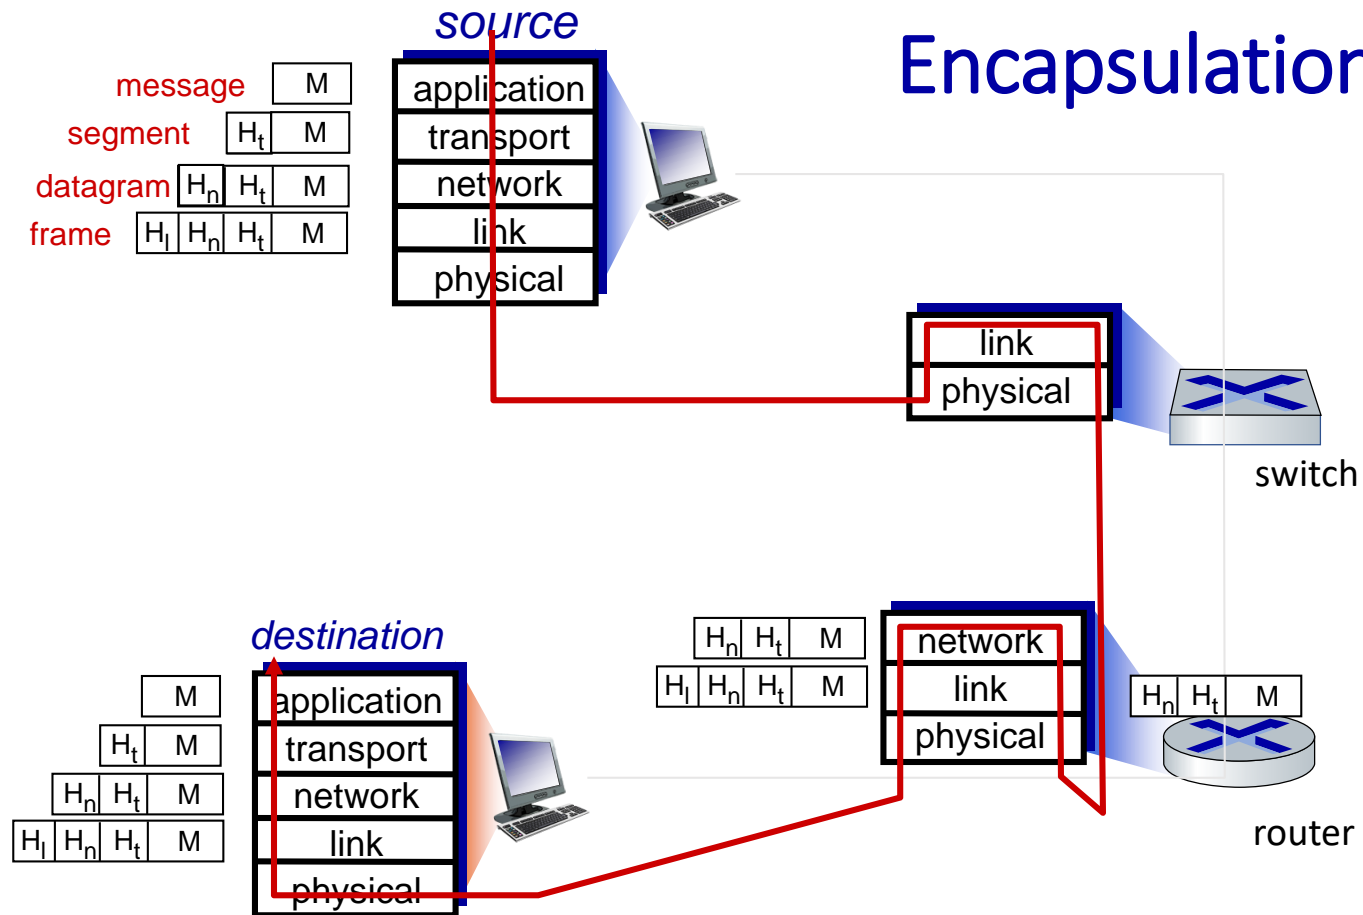 source
Encapsulation
message M
application
segment Ht M
transport
datagram Hn Ht M
network
frame Hl Hn Ht M
link
physical
link
physical
switch
destination
Hn Ht M
network
Hl Hn Ht M
link
Hn Ht M
physical
router
M
application
Ht M
transport
Hn Ht M
network
Hl Hn Ht M
link
physical